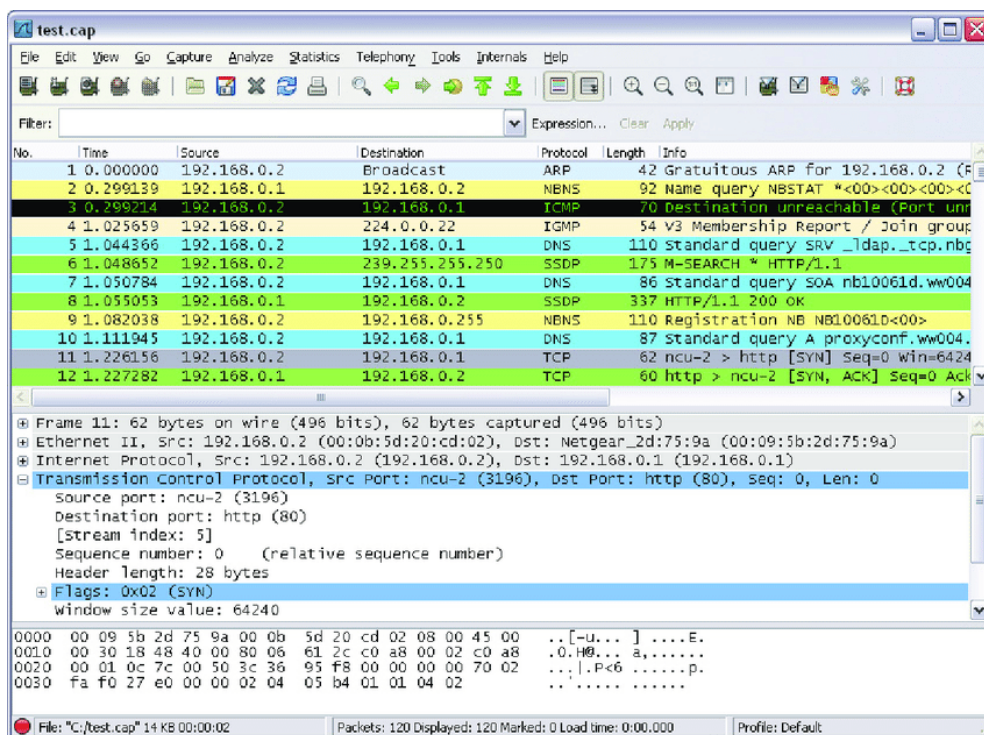 test.cap
File Edit View Go Capture Analyze Statistics Telephony Tools Internals Help
Filter: Expression... Clear Apply
No. Time Source Destination Protocol Length Info
1 0.000000 192.168.0.2 Broadcast ARP 42 Gratuitous ARP for 192.168.0.2
2 0.299139 192.168.0.1 192.168.0.2 NBNS 92 Name query NBSTAT *<00><00><00><0
3 0.299214 192.168.0.2 192.168.0.1 ICMP 70 Destination unreachable (Port unr
4 1.025659 192.168.0.2 224.0.0.22 IGMP 54 V3 Membership Report / Join group
5 1.044366 192.168.0.2 192.168.0.1 DNS 110 Standard query SRV _ldap._tcp.nbg
6 1.048652 192.168.0.2 239.255.255.250 SSDP 175 M-SEARCH * HTTP/1.1
7 1.050784 192.168.0.2 192.168.0.1 DNS 86 Standard query SOA nb10061d.ww004
8 1.055053 192.168.0.1 192.168.0.2 SSDP 337 HTTP/1.1 200 OK
9 1.082038 192.168.0.2 192.168.0.255 NBNS 110 Registration NB NB10061D<00>
10 1.111945 192.168.0.2 192.168.0.1 DNS 87 Standard query A proxyconf.ww004.
11 1.226156 192.168.0.2 192.168.0.1 TCP 62 ncu-2 > http [SYN] Seq=0 Win=6424
12 1.227282 192.168.0.1 192.168.0.2 TCP 60 http > ncu-2 [SYN, ACK] Seq=0 Ack
Frame 11: 62 bytes on wire (496 bits), 62 bytes captured (496 bits)
Ethernet II, Src: 192.168.0.2 (00:0b:5d:20:cd:02), Dst: Netgear_2d:75:9a (00:09:5b:2d:75:9a)
Internet Protocol, Src: 192.168.0.2 (192.168.0.2), Dst: 192.168.0.1 (192.168.0.1)
Transmission Control Protocol, Src Port: ncu-2 (3196), Dst Port: http (80), Seq: 0, Len: 0
Source port: ncu-2 (3196)
Destination port: http (80)
[Stream index: 5]
Sequence number: 0 (relative sequence number)
Header length: 28 bytes
Flags: 0x02 (SYN)
Window size value: 64240
0000 00 09 5b 2d 75 9a 00 0b 5d 20 cd 02 08 00 45 00 ..[-u... ] ....E.
0010 00 30 18 48 40 00 80 06 61 2c c0 a8 00 02 c0 a8 .0.H@... a,......
0020 00 01 0c 7c 00 50 3c 36 95 f8 00 00 00 00 70 02 ...|.P<6 ......p.
0030 fa f0 27 e0 00 00 02 04 05 b4 01 01 04 02 ..'..... ......
File: "C:/test.cap" 14 KB 00:00:02 Packets: 120 Displayed: 120 Marked: 0 Load time: 0:00.000 Profile: Default